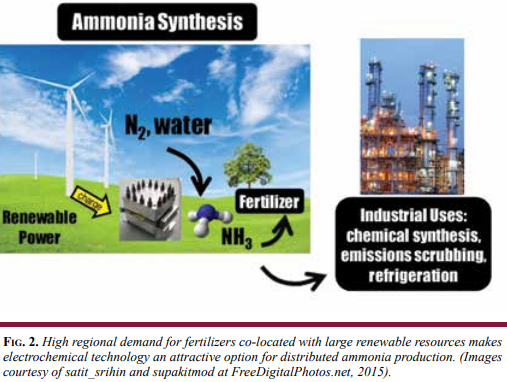 Ammonia Synthesis
N2, water
charge
Renewable
Power
Fertilizer
NH3
Industrial Uses:
chemical synthesis,
emissions scrubbing,
refrigeration
FIG. 2. High regional demand for fertilizers co-located with large renewable resources makes
electrochemical technology an attractive option for distributed ammonia production. (Images
courtesy of satit_srihin and supakitmod at FreeDigitalPhotos.net, 2015).